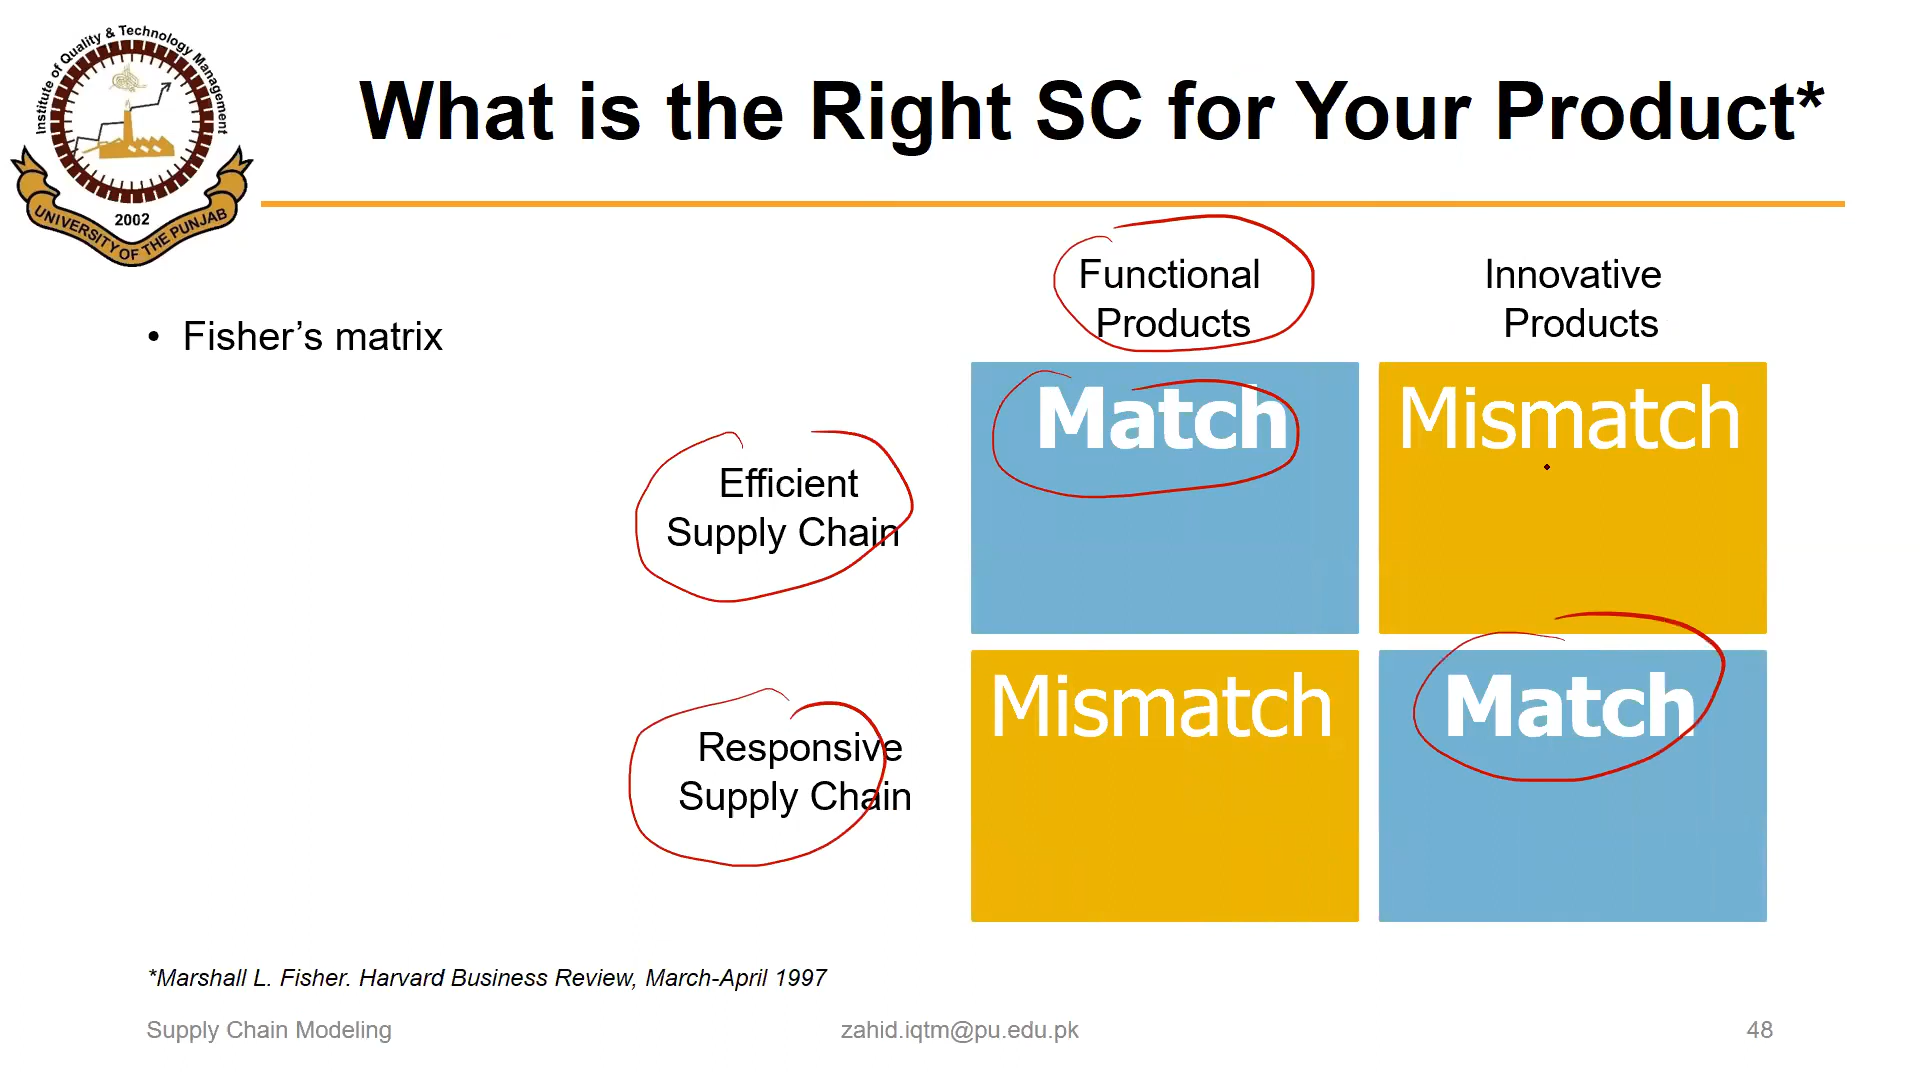 Institute of Quality & Technology Management
2002
UNIVERSITY OF THE PUNJAB
What is the Right SC for Your Product*
• Fisher’s matrix
Functional
Products
Innovative
Products
Efficient
Supply Chain
Match
Mismatch
Responsive
Supply Chain
Mismatch
Match
*Marshall L. Fisher. Harvard Business Review, March-April 1997
Supply Chain Modeling
zahid.iqtm@pu.edu.pk
48